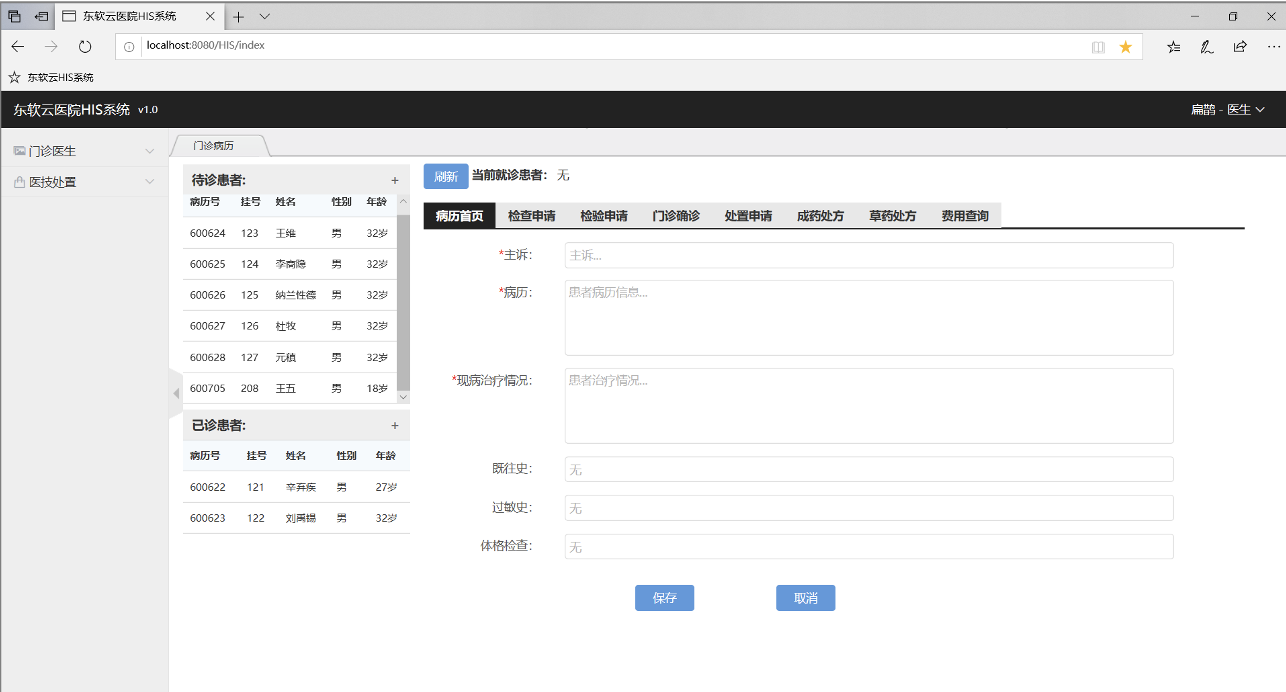 东软云医院HIS系统
localhost:8080/HIS/index
东软云HIS系统
东软云医院HIS系统 v1.0
扁鹊 - 医生
门诊医生
医技处置
门诊病历
待诊患者: +
病历号 挂号 姓名 性别 年龄
600624 123 王维 男 32岁
600625 124 李商隐 男 32岁
600626 125 纳兰性德 男 32岁
600627 126 杜牧 男 32岁
600628 127 元稹 男 32岁
600705 208 王五 男 18岁
已诊患者: +
病历号 挂号 姓名 性别 年龄
600622 121 辛弃疾 男 27岁
600623 122 刘禹锡 男 32岁
刷新 当前就诊患者: 无
病历首页 检查申请 检验申请 门诊确诊 处置申请 成药处方 草药处方 费用查询
*主诉: 主诉...
*病历: 患者病历信息...
*现病治疗情况: 患者治疗情况...
既往史: 无
过敏史: 无
体格检查: 无
保存 取消